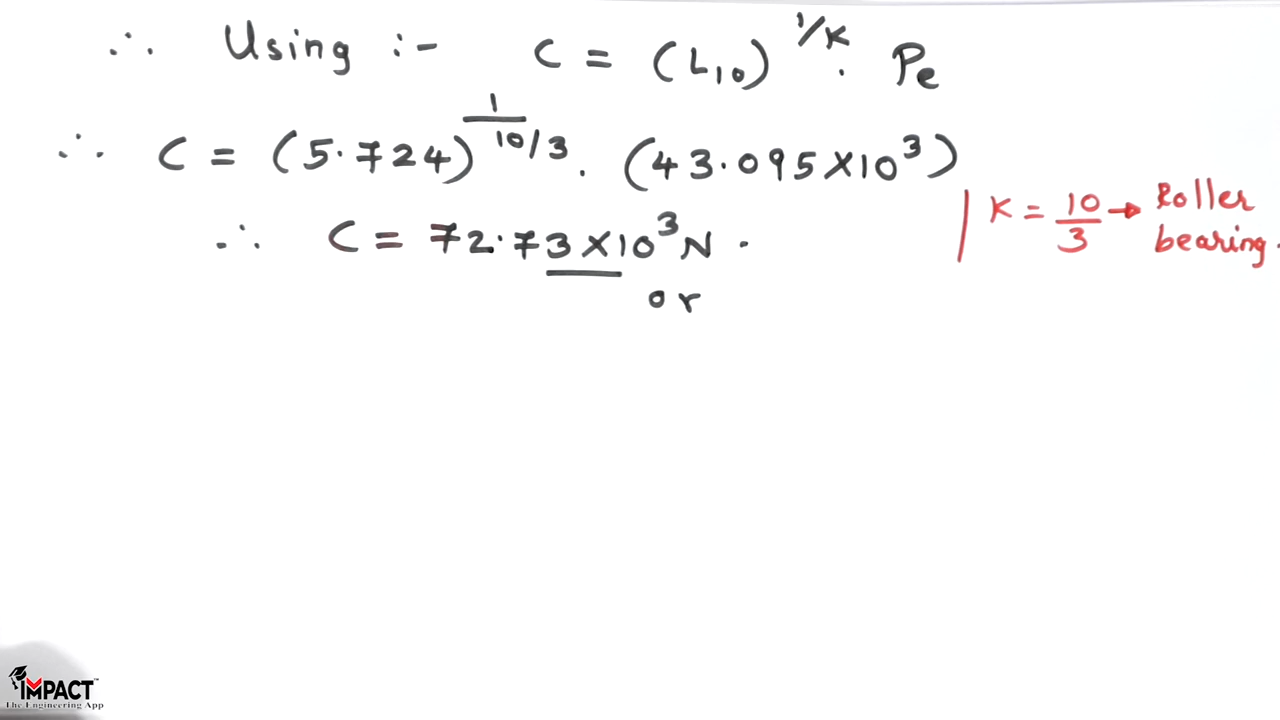 ∴ Using :- C = (L₁₀)^1/K . Pe
∴ C = (5.724)^1/10/3 . (43.095×10³)
| K = 10/3 → Roller bearing.
∴ C = 72.73×10³ N .
or
IMPACT™
The Engineering App